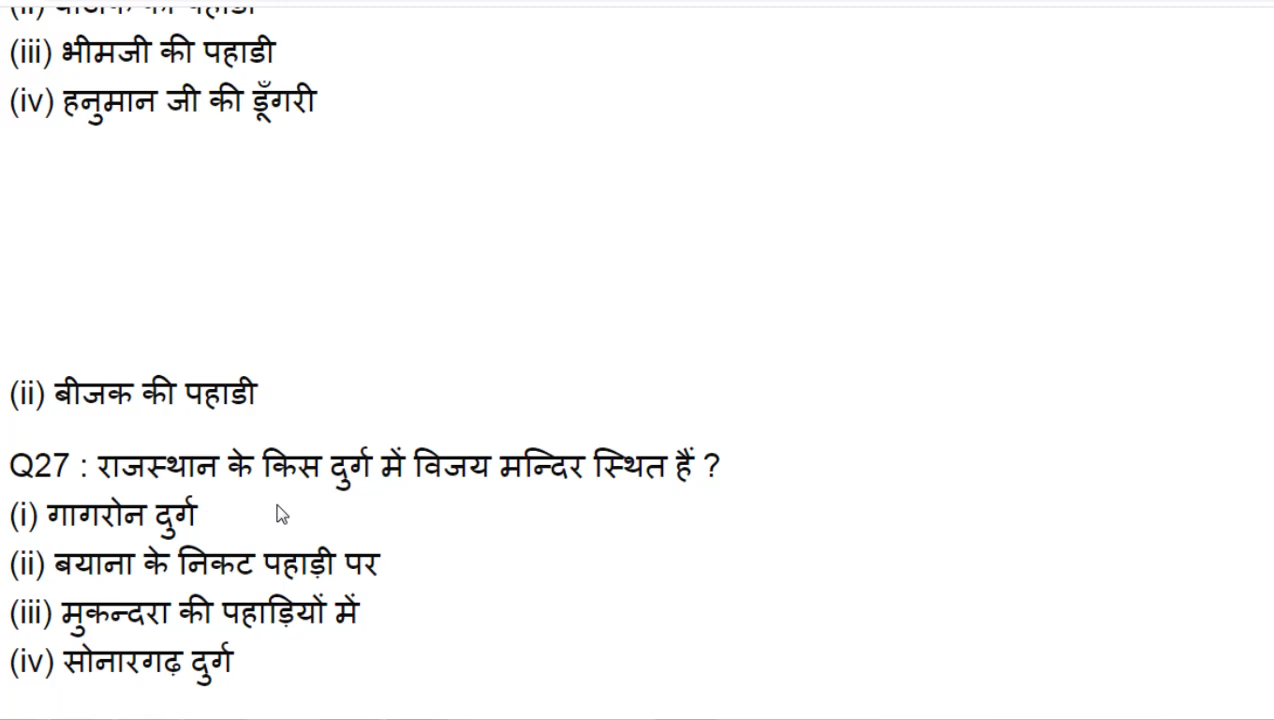 (iii) भीमजी की पहाडी
(iv) हनुमान जी की डूँगरी
(ii) बीजक की पहाडी
Q27 : राजस्थान के किस दुर्ग में विजय मन्दिर स्थित हैं ?
(i) गागरोन दुर्ग
(ii) बयाना के निकट पहाड़ी पर
(iii) मुकन्दरा की पहाड़ियों में
(iv) सोनारगढ़ दुर्ग